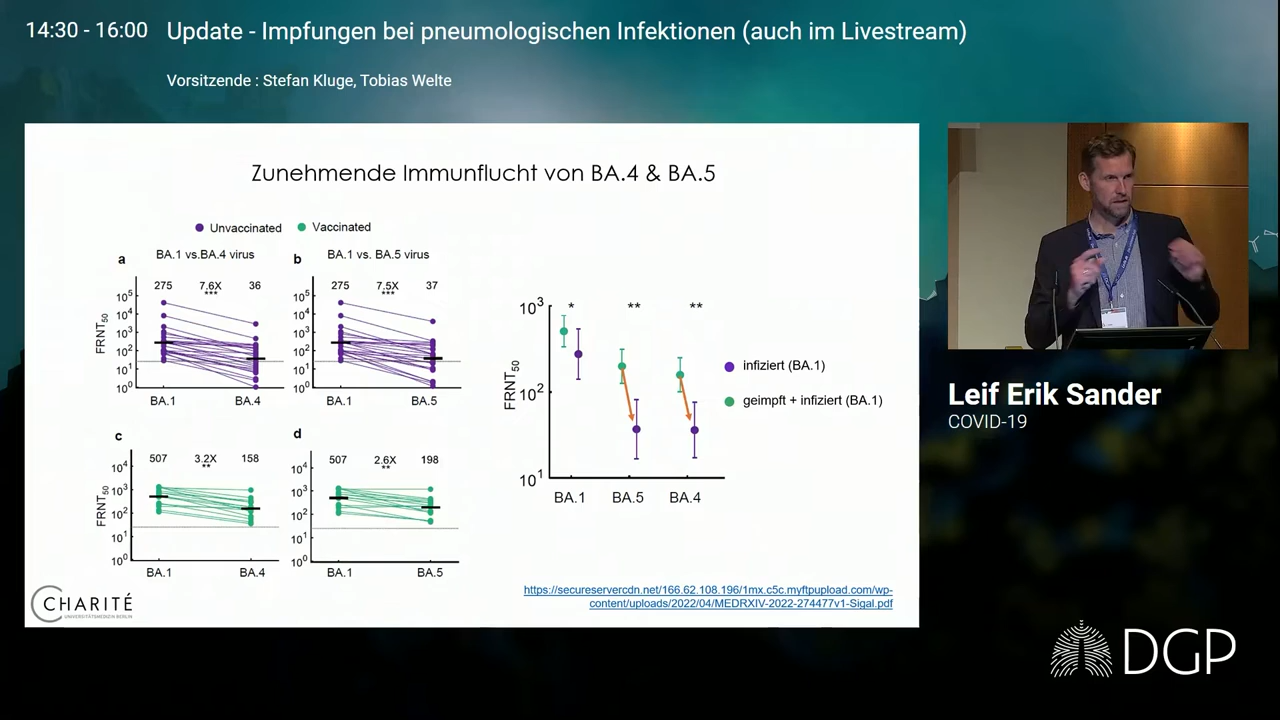 14:30 - 16:00 Update - Impfungen bei pneumologischen Infektionen (auch im Livestream)
Vorsitzende : Stefan Kluge, Tobias Welte
Zunehmende Immunflucht von BA.4 & BA.5
Unvaccinated Vaccinated
a BA.1 vs.BA.4 virus b BA.1 vs. BA.5 virus
275 7.6X 36 275 7.5X 37
*** ***
FRNT50
10^5 10^5
10^4 10^4
10^3 10^3
10^2 10^2
10^1 10^1
10^0 10^0
BA.1 BA.4 BA.1 BA.5
c d
507 3.2X 158 507 2.6X 198
** **
FRNT50
10^4 10^4
10^3 10^3
10^2 10^2
10^1 10^1
10^0 10^0
BA.1 BA.4 BA.1 BA.5
10^3 * ** **
FRNT50
10^2
10^1
BA.1 BA.5 BA.4
infiziert (BA.1)
geimpft + infiziert (BA.1)
https://secureservercdn.net/166.62.108.196/1mx.c5c.myftpupload.com/wp-
content/uploads/2022/04/MEDRXIV-2022-274477v1-Sigal.pdf
CHARITÉ
UNIVERSITÄTSMEDIZIN BERLIN
Leif Erik Sander
COVID-19
DGP